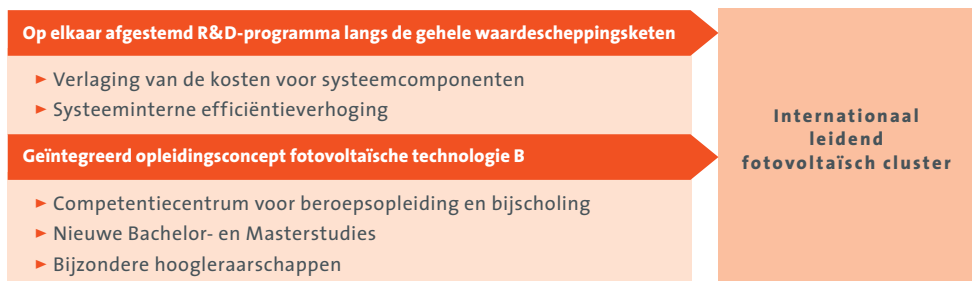 Op elkaar afgestemd R&D-programma langs de gehele waardescheppingsketen
► Verlaging van de kosten voor systeemcomponenten
► Systeeminterne efficiëntieverhoging
Geïntegreerd opleidingsconcept fotovoltaïsche technologie B
► Competentiecentrum voor beroepsopleiding en bijscholing
► Nieuwe Bachelor- en Masterstudies
► Bijzondere hoogleraarschappen
Internationaal
leidend
fotovoltaïsch cluster